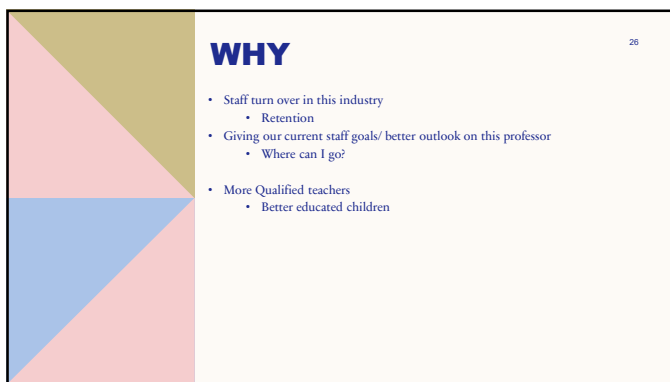 WHY
26
• Staff turn over in this industry
• Retention
• Giving our current staff goals/ better outlook on this professor
• Where can I go?
• More Qualified teachers
• Better educated children